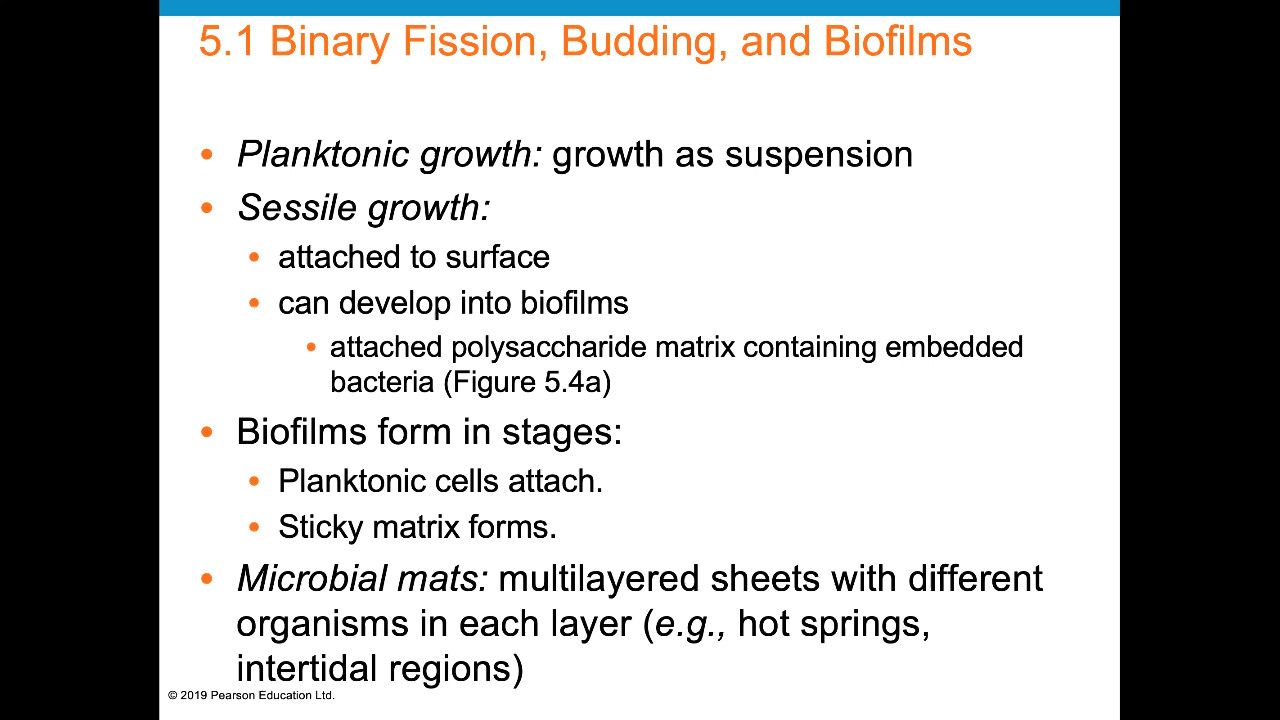 5.1 Binary Fission, Budding, and Biofilms
• Planktonic growth: growth as suspension
• Sessile growth:
• attached to surface
• can develop into biofilms
• attached polysaccharide matrix containing embedded
bacteria (Figure 5.4a)
• Biofilms form in stages:
• Planktonic cells attach.
• Sticky matrix forms.
• Microbial mats: multilayered sheets with different
organisms in each layer (e.g., hot springs,
intertidal regions)
© 2019 Pearson Education Ltd.